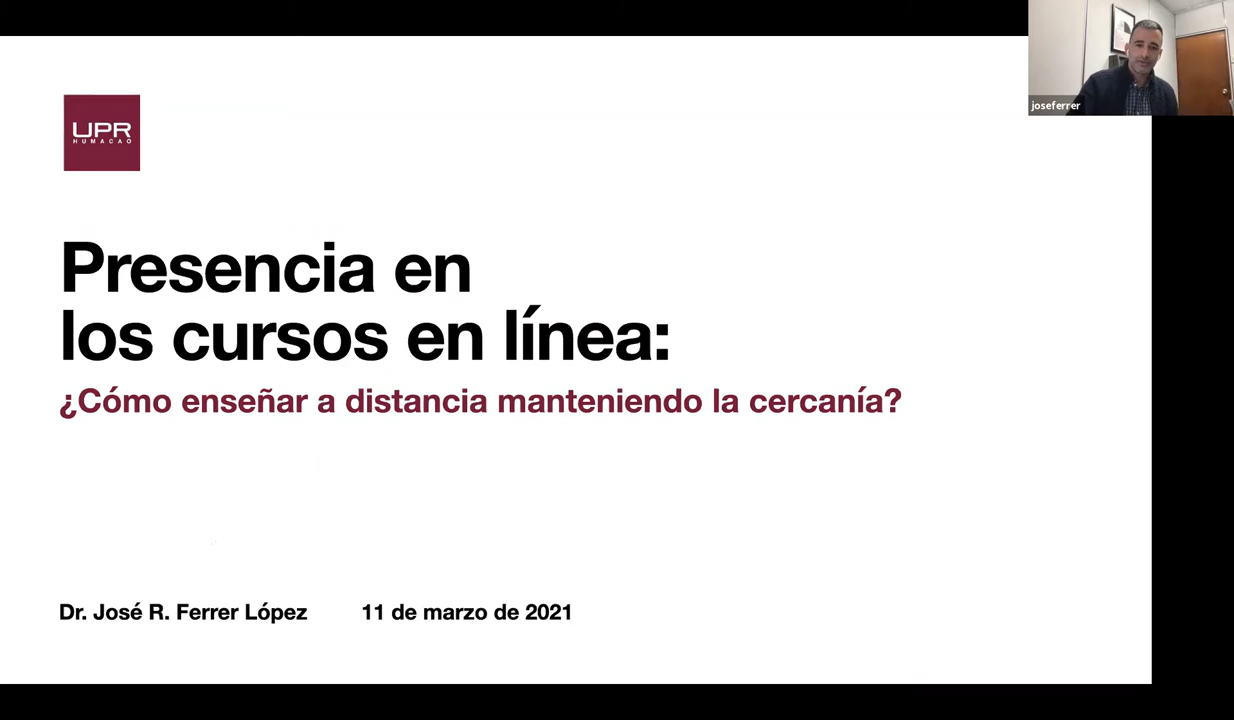 joseferrer
UPR
HUMACAO
Presencia en
los cursos en línea:
¿Cómo enseñar a distancia manteniendo la cercanía?
Dr. José R. Ferrer López 11 de marzo de 2021